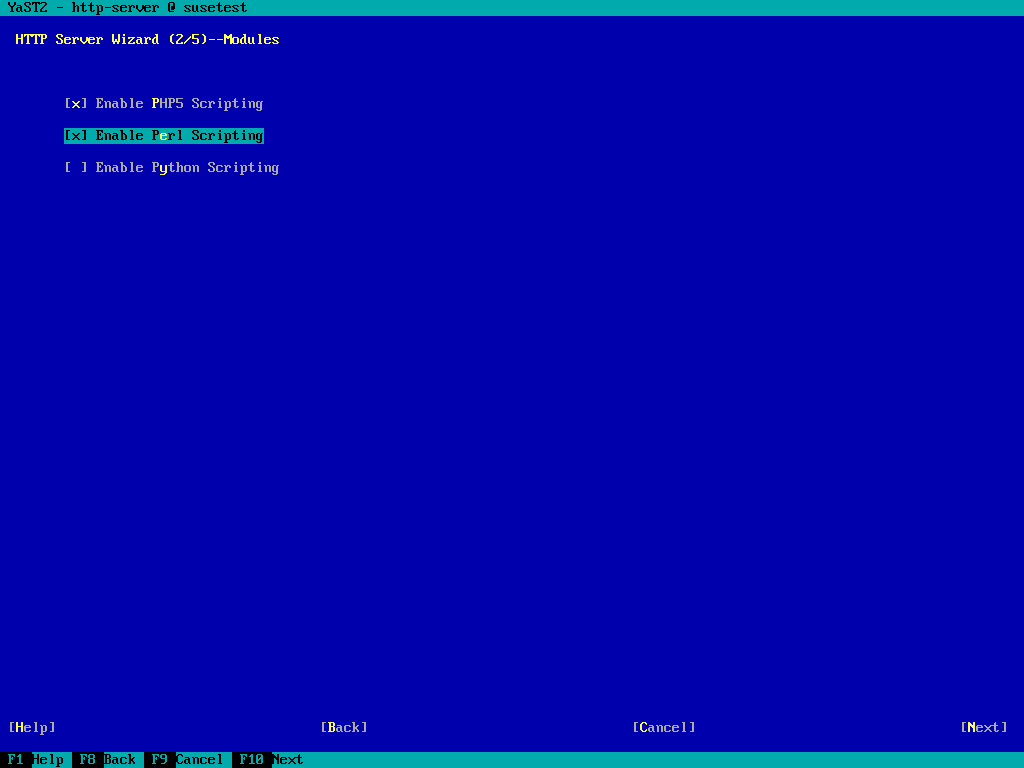 YaST2 - http-server @ susetest
HTTP Server Wizard (2/5)--Modules
[x] Enable PHP5 Scripting
[x] Enable Perl Scripting
[ ] Enable Python Scripting
[Help] [Back] [Cancel] [Next]
F1 Help F8 Back F9 Cancel F10 Next